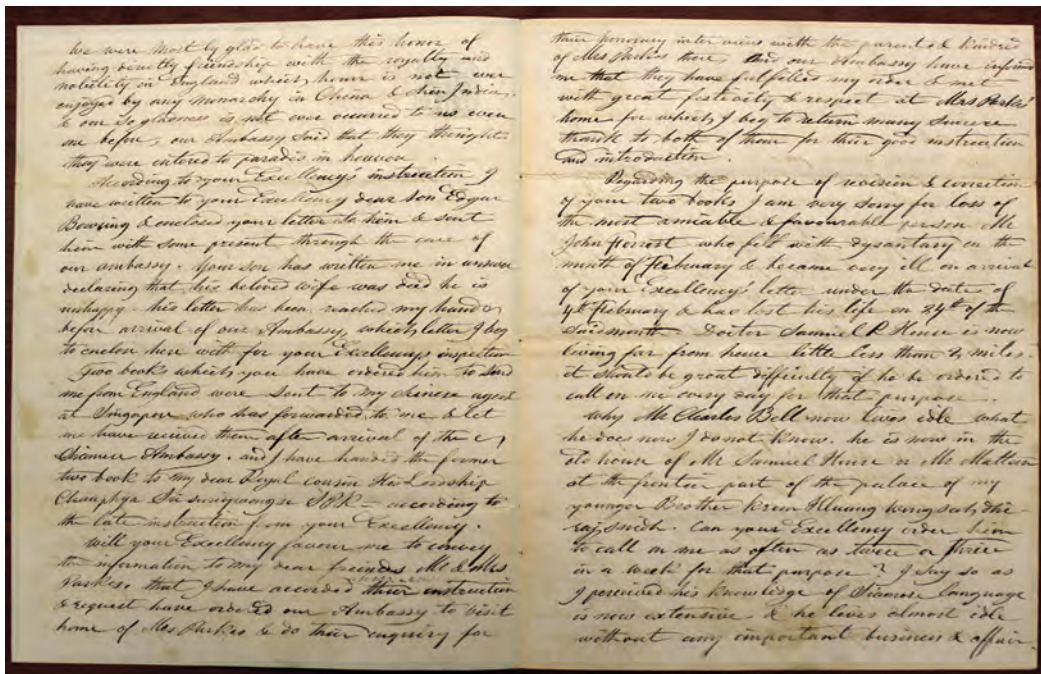 We were most ly glad to have this honor of
having directly friendship with the royalty and
nobility in England which honor is not ever
enjoyed by any monarchy in China & Indien,
& our so gladness is not ever occurred to us even
one before, our Ambassy said that they thought
they were entered to paradis in heaven
According to your Excellency's instruction I
have written to your Excellency dear son Edgar
Bowring & enclosed your letter to him & sent
him with some present through the care of
our ambassy. Your son has written me in answer
declaring that his beloved wife was died he is
unhappy. his letter has been reached my hand
before arrival of our Ambassy, which letter I beg
to enclose here with for your Excellency's inspection
Two books which you have ordered him to send
me from England were sent to my chinese agent
at Singapore who has forwarded to me & let
me have received them after arrival of the
Siamese Ambassy. and I have handed the former
two book to my dear Royal cousin His Lordship
Chauphya Sri suriywongse SPK - according to
the late instruction from your Excellency.
Will your Excellency favour me to convey
to information to my dear friends Mr & Mrs
Parkes. that I have accorded their instruction
& request have ordered our Ambassy to visit
home of Mrs Parkes & do their enquiry for
their honorary interviews with the parents & kindred
of Mrs Parkes there, and our Ambassy have informed
me that they have fulfilled my order & met
with great festivity & respect at Mrs Parkes'
home for which I beg to return many sincere
thank to both of them for their good instruction
and introduction.
Regarding the purpose of revision & correction
of your two books I am very sorry for loss of
the most amiable & favourable person Mr
John Forrest who fell with dysantary on the
month of February & became very ill on arrival
of your Excellency's letter under the date of
4th February & has lost his life on 24th of the
said month. Doctor Samuel R House is now
living far from hence little less than 2 miles.
it should be great difficulty if he be ordered to
call on me every day for that purpose.
Why Mr Charles Bell now lives idle what
he does now I do not know. he is now in the
old house of Mr Samuel House or Mr Mattoon
at the frontier part of the palace of my
younger Brother Krom Hluang wongsah dhi-
raj snidh. Can your Excellency order him
to call on me as often as twice or thrice
in a week for that purpose? I say so as
I perceived his knowledge of Siamese language
is now extensive & he lives almost idle
without any important business & affair